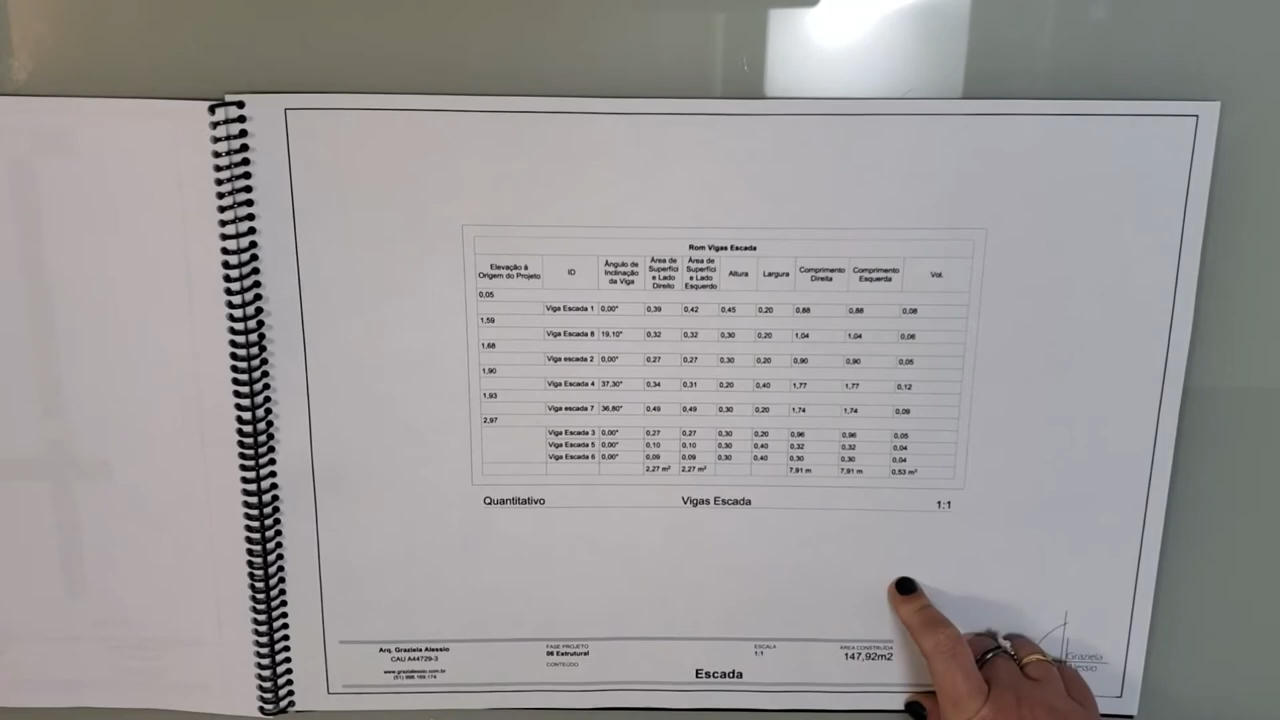 Rom Vigas Escada
Elevação à Origem do Projeto ID Ângulo de Inclinação da Viga Área de Superfíci e Lado Direito Área de Superfíci e Lado Esquerdo Altura Largura Comprimento Direita Comprimento Esquerda Vol.
0,05
Viga Escada 1 0,00° 0,39 0,42 0,45 0,20 0,88 0,88 0,08
1,59
Viga Escada 8 19,10° 0,32 0,32 0,30 0,20 1,04 1,04 0,06
1,68
Viga escada 2 0,00° 0,27 0,27 0,30 0,20 0,90 0,90 0,05
1,90
Viga Escada 4 37,30° 0,34 0,31 0,20 0,40 1,77 1,77 0,12
1,93
Viga escada 7 36,80° 0,49 0,49 0,30 0,20 1,74 1,74 0,09
2,97
Viga Escada 3 0,00° 0,27 0,27 0,30 0,20 0,96 0,96 0,05
Viga Escada 5 0,00° 0,10 0,10 0,30 0,40 0,32 0,32 0,04
Viga Escada 6 0,00° 0,09 0,09 0,30 0,40 0,30 0,30 0,04
2,27 m² 2,27 m² 7,91 m 7,91 m 0,53 m³
Quantitativo Vigas Escada 1:1
Arq. Graziela Alessio
CAU A44729-3
www.grazialessio.com.br
(51) 998.169.174
FASE PROJETO
06 Estrutural
CONTEÚDO
Escada
ESCALA
1:1
ÁREA CONSTRUÍDA
147,92m2
Graziela
Alessio